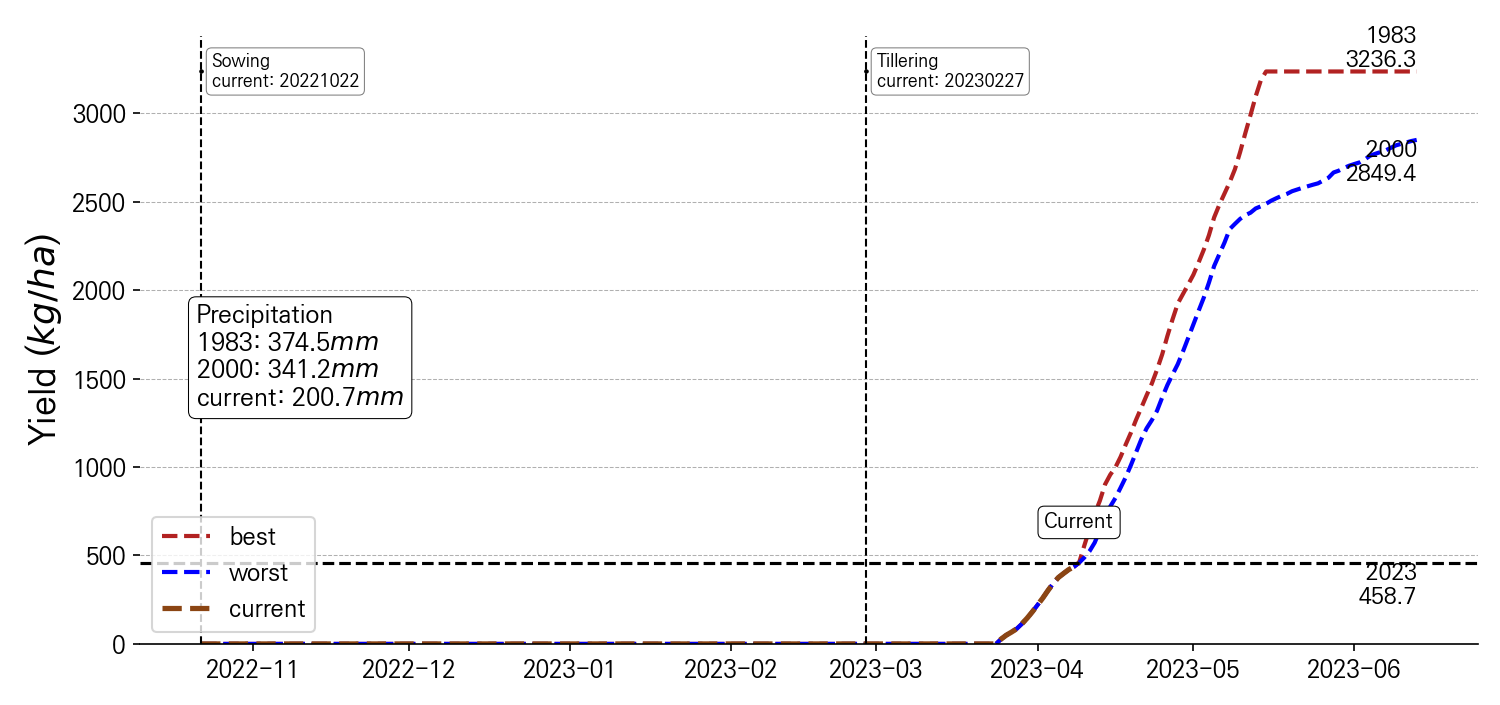 1983
3236.3
Sowing
current: 20221022
Tillering
current: 20230227
3000
2000
2849.4
2500
Yield (kg/ha)
2000
Precipitation
1983: 374.5mm
2000: 341.2mm
current: 200.7mm
1500
1000
Current
best
500
worst
2023
458.7
current
0
2022-11
2022-12
2023-01
2023-02
2023-03
2023-04
2023-05
2023-06